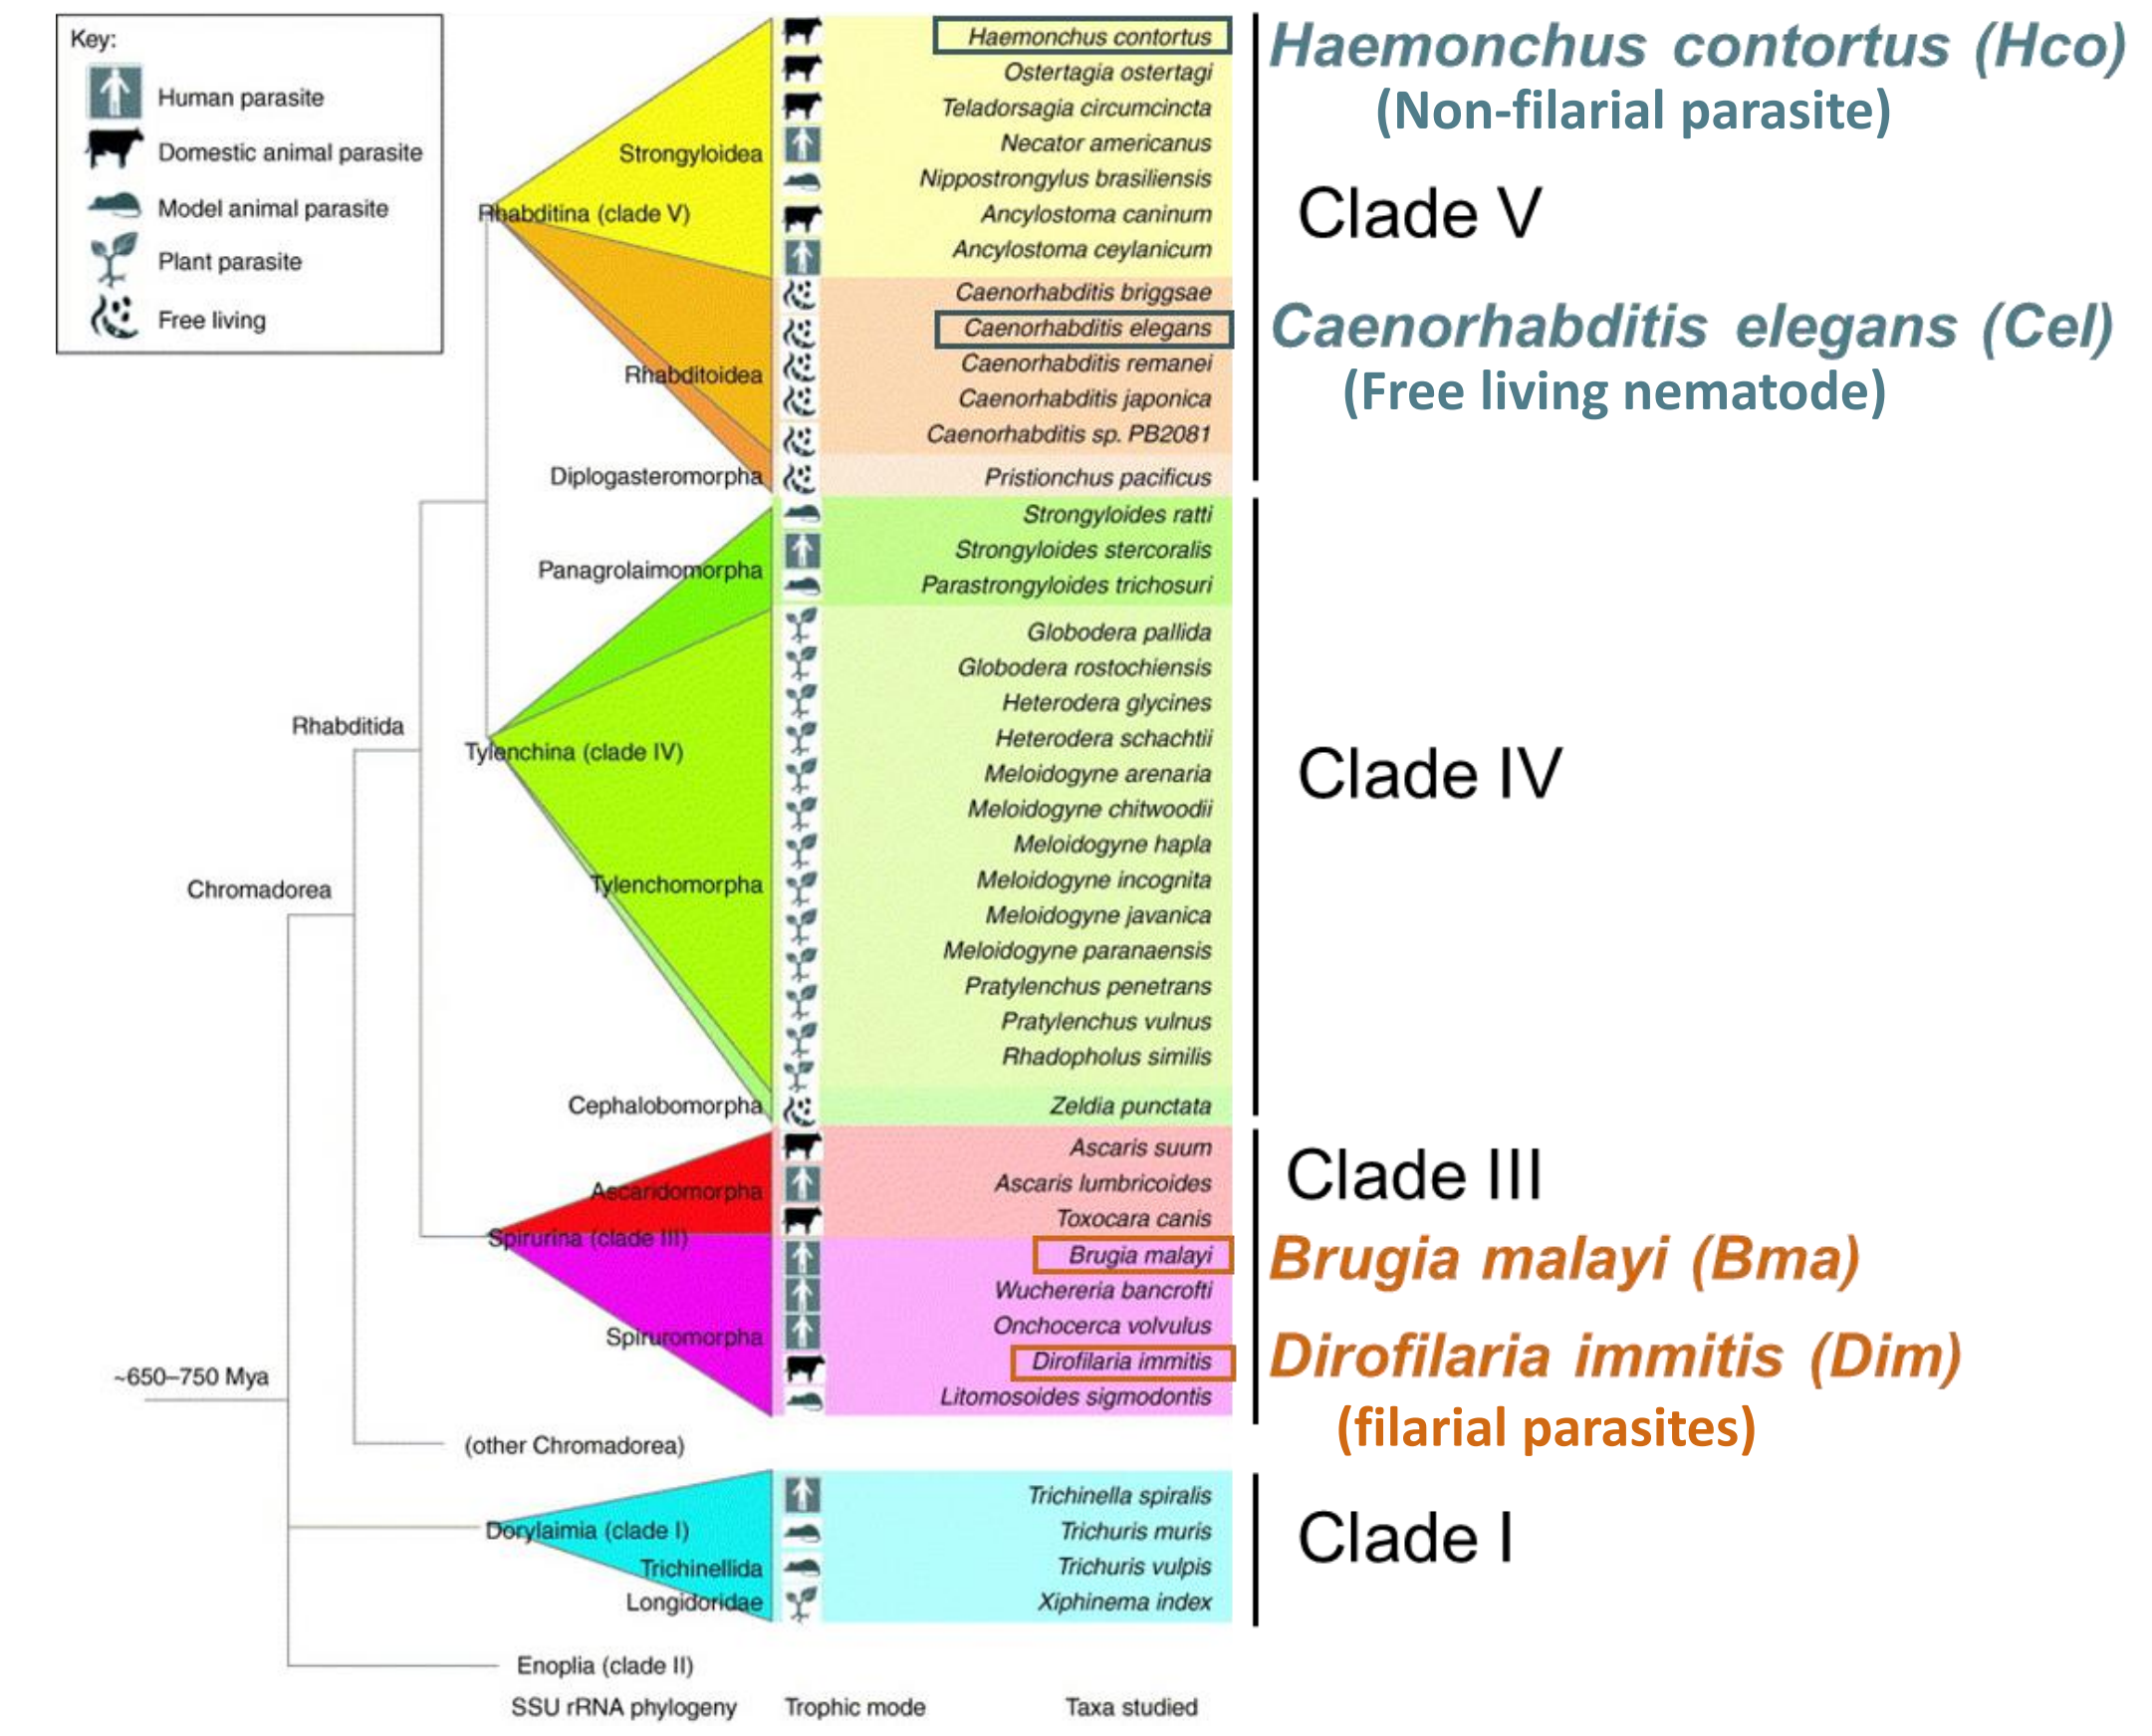 Key:
Human parasite
Domestic animal parasite
Model animal parasite
Plant parasite
Free living
Strongyloidea
Rhabditina (clade V)
Rhabditoidea
Diplogasteromorpha
Panagrolaimomorpha
Rhabditida
Tylenchina (clade IV)
Chromadorea
Tylenchomorpha
Cephalobomorpha
Ascaridomorpha
Spirurina (clade III)
Spiruromorpha
~650–750 Mya
(other Chromadorea)
Dorylaimia (clade I)
Trichinellida
Longidoridae
Enoplia (clade II)
SSU rRNA phylogeny
Trophic mode
Taxa studied
Haemonchus contortus
Ostertagia ostertagi
Teladorsagia circumcincta
Necator americanus
Nippostrongylus brasiliensis
Ancylostoma caninum
Ancylostoma ceylanicum
Caenorhabditis briggsae
Caenorhabditis elegans
Caenorhabditis remanei
Caenorhabditis japonica
Caenorhabditis sp. PB2081
Pristionchus pacificus
Strongyloides ratti
Strongyloides stercoralis
Parastrongyloides trichosuri
Globodera pallida
Globodera rostochiensis
Heterodera glycines
Heterodera schachtii
Meloidogyne arenaria
Meloidogyne chitwoodii
Meloidogyne hapla
Meloidogyne incognita
Meloidogyne javanica
Meloidogyne paranaensis
Pratylenchus penetrans
Pratylenchus vulnus
Rhadopholus similis
Zeldia punctata
Ascaris suum
Ascaris lumbricoides
Toxocara canis
Brugia malayi
Wuchereria bancrofti
Onchocerca volvulus
Dirofilaria immitis
Litomosoides sigmodontis
Trichinella spiralis
Trichuris muris
Trichuris vulpis
Xiphinema index
Haemonchus contortus (Hco)
(Non-filarial parasite)
Clade V
Caenorhabditis elegans (Cel)
(Free living nematode)
Clade IV
Clade III
Brugia malayi (Bma)
Dirofilaria immitis (Dim)
(filarial parasites)
Clade I